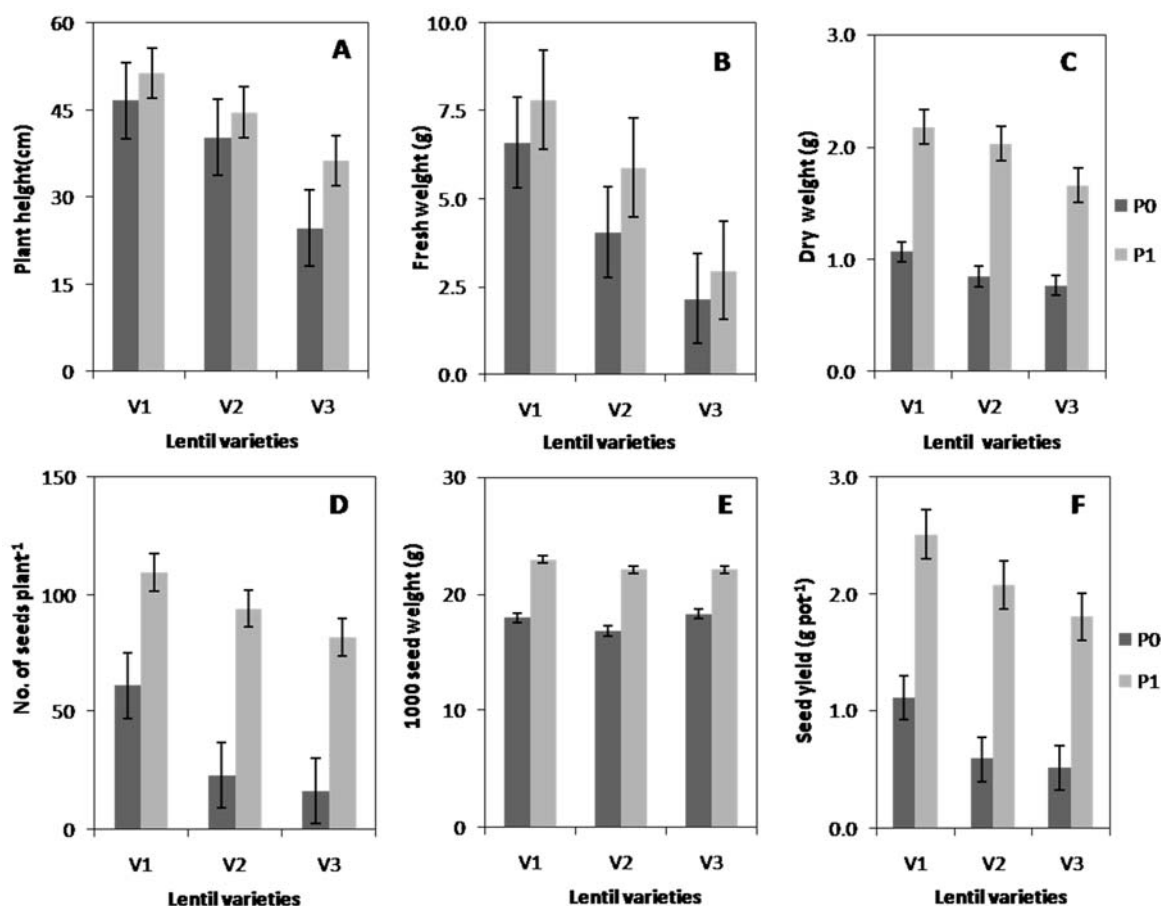 A
Plant height(cm)
60
45
30
15
0
V1 V2 V3
Lentil varieties
B
Fresh weight (g)
10.0
7.5
5.0
2.5
0.0
V1 V2 V3
Lentil varieties
C
Dry weight (g)
3.0
2.0
1.0
0.0
V1 V2 V3
Lentil varieties
P0
P1
D
No. of seeds plant⁻¹
150
100
50
0
V1 V2 V3
Lentil varieties
E
1000 seed weight (g)
30
20
10
0
V1 V2 V3
Lentil varieties
F
Seed yleld (g pot⁻¹)
3.0
2.0
1.0
0.0
V1 V2 V3
Lentil varieties
P0
P1